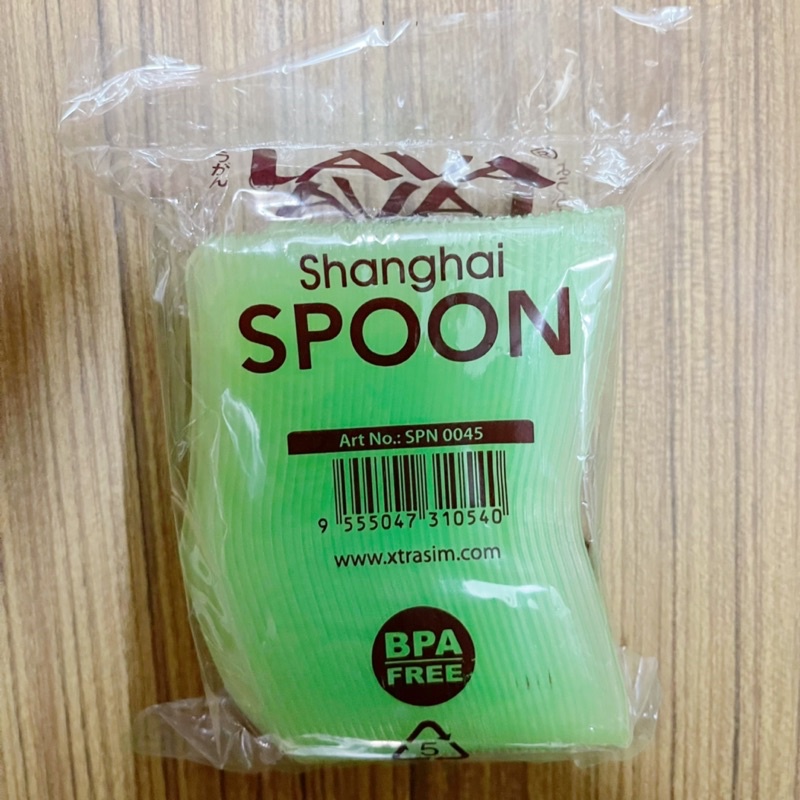 LAVA
Shanghai
SPOON
Art No.: SPN 0045
9 555047 310540
www.xtrasim.com
BPA
FREE
5